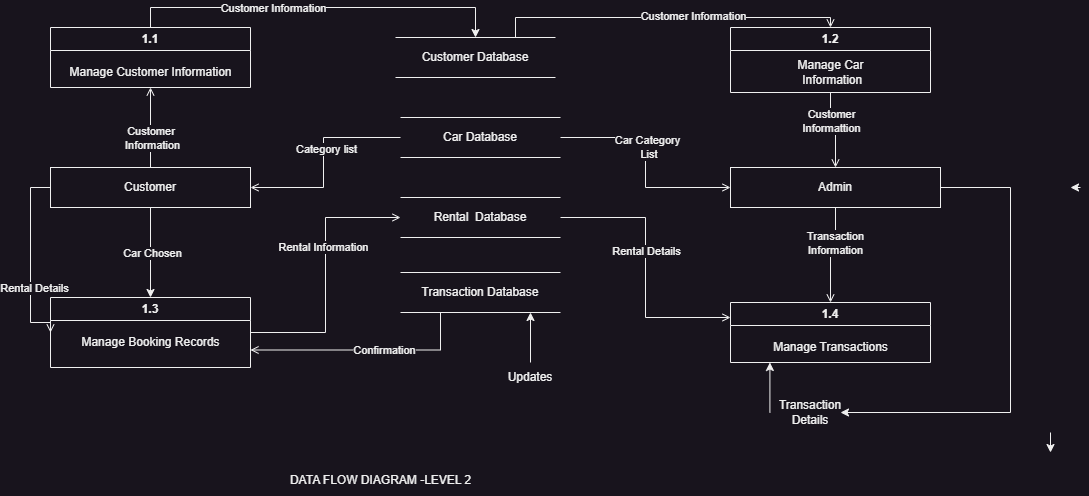 Customer Information
Customer Information
1.1
Manage Customer Information
Customer Database
1.2
Manage Car
Information
Customer
Information
Car Database
Customer
Informattion
Category list
Car Category
List
Customer
Admin
Rental  Database
Car Chosen
Rental Information
Rental Details
Transaction
Information
Rental Details
Transaction Database
1.3
Manage Booking Records
1.4
Manage Transactions
Confirmation
Updates
Transaction
Details
DATA FLOW DIAGRAM -LEVEL 2